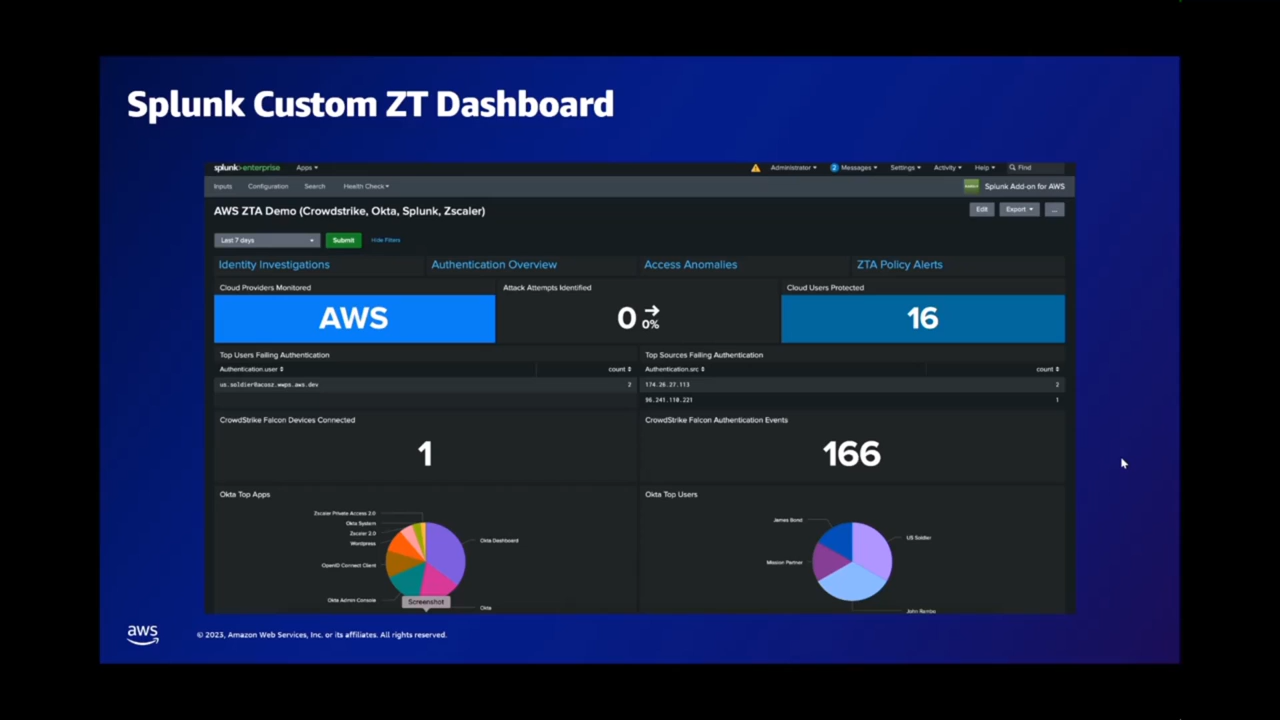 Splunk Custom ZT Dashboard
splunk>enterprise Apps
Administrator 2 Messages Settings Activity Help Find
Inputs Configuration Search Health Check
Splunk Add-on for AWS
AWS ZTA Demo (Crowdstrike, Okta, Splunk, Zscaler)
Edit Export ...
Last 7 days Submit Hide Filters
Identity Investigations Authentication Overview Access Anomalies ZTA Policy Alerts
Cloud Providers Monitored Attack Attempts Identified Cloud Users Protected
AWS 0 0% 16
Top Users Failing Authentication Top Sources Failing Authentication
Authentication.user count Authentication.src count
us.soldier@acosz.wwps.aws.dev 2 174.26.27.113 2
96.241.110.221 1
CrowdStrike Falcon Devices Connected CrowdStrike Falcon Authentication Events
1 166
Okta Top Apps Okta Top Users
Zscaler Private Access 2.0
Okta System
Zscaler 2.0
Wordpress
OpenID Connect Client
Okta Admin Console
Okta Dashboard
Okta
Screenshot
James Bond
Mission Partner
US Soldier
John Rambo
aws © 2023, Amazon Web Services, Inc. or its affiliates. All rights reserved.